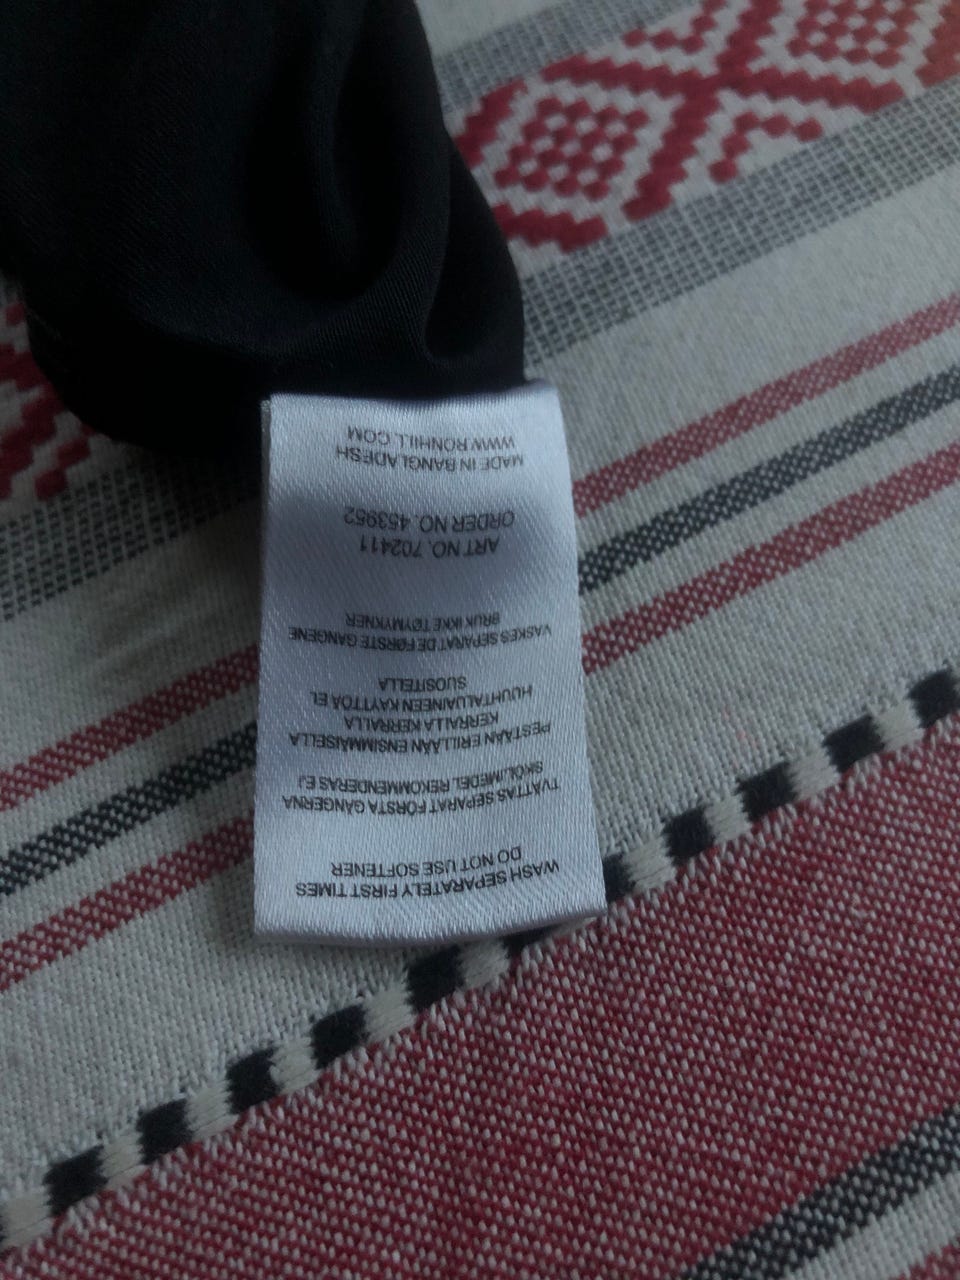 WASH SEPARATELY FIRST TIMES
DO NOT USE SOFTENER
TVÄTTAS SEPARAT FÖRSTA GÅNGERNA
SKÖLJMEDEL REKOMMENDERAS EJ
PESTÄÄN ERILLÄÄN ENSIMMÄISELLÄ
KERRALLA KERRALLA
HUUHTALUAINEEN KÄYTTÖÄ EI
SUOSITELLA
VASKES SEPARAT DE FØRSTE GANGENE
BRUK IKKE TØYMYKNER
ART NO. 702411
ORDER NO. 453952
MADE IN BANGLADESH
WWW.RONHILL.COM